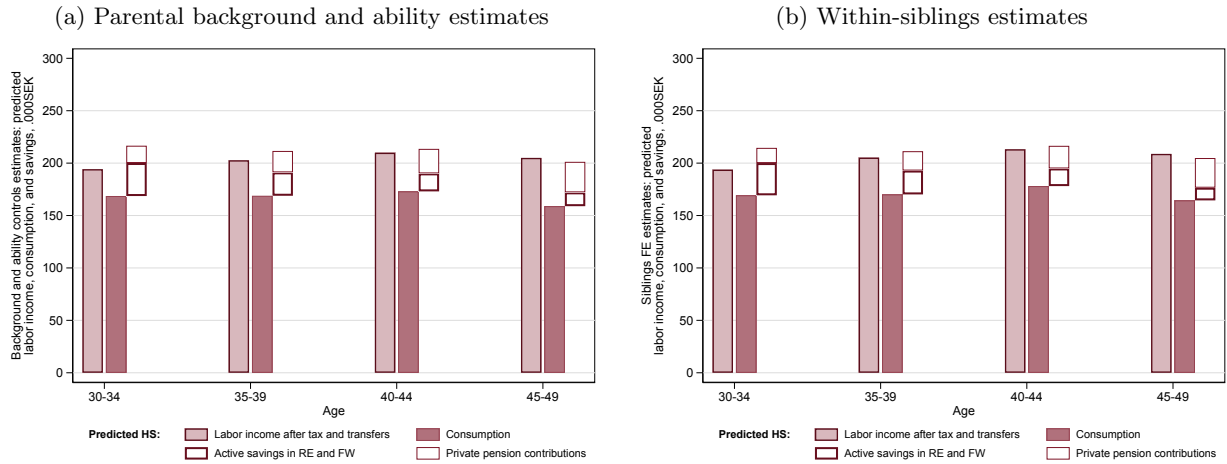 (a) Parental background and ability estimates
Background and ability controls estimates: predicted
labor income, consumption, and savings, .000SEK
300
250
200
150
100
50
0
30-34
35-39
40-44
45-49
Age
Predicted HS:
Labor income after tax and transfers
Consumption
Active savings in RE and FW
Private pension contributions
(b) Within-siblings estimates
Siblings FE estimates: predicted
labor income, consumption, and savings, .000SEK
300
250
200
150
100
50
0
30-34
35-39
40-44
45-49
Age
Predicted HS:
Labor income after tax and transfers
Consumption
Active savings in RE and FW
Private pension contributions